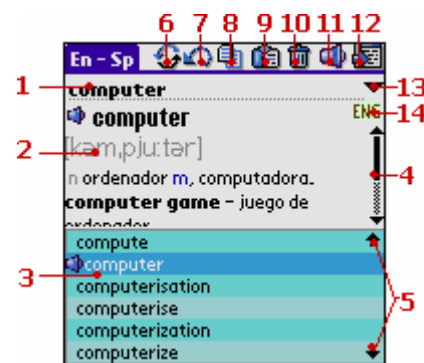 6 7 8 9 10 11 12
En - Sp
1 computer 13
computer ENG 14
2 [kəm,pju:tər]
4
n ordenador m, computadora.
computer game – juego de
ordenador
compute
3 computer
computerisation
5
computerise
computerization
computerize